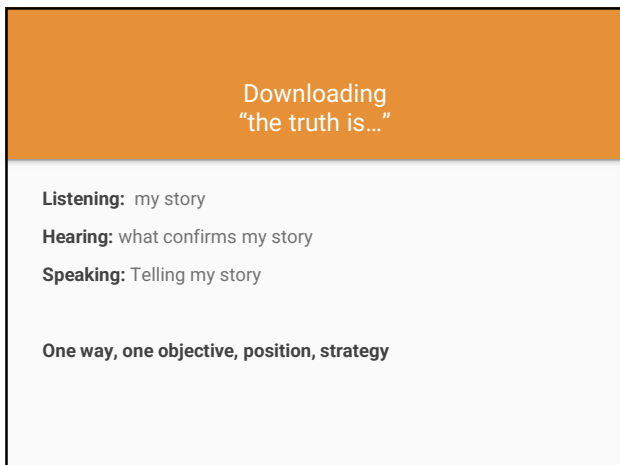 Downloading
“the truth is…”
Listening: my story
Hearing: what confirms my story
Speaking: Telling my story
One way, one objective, position, strategy